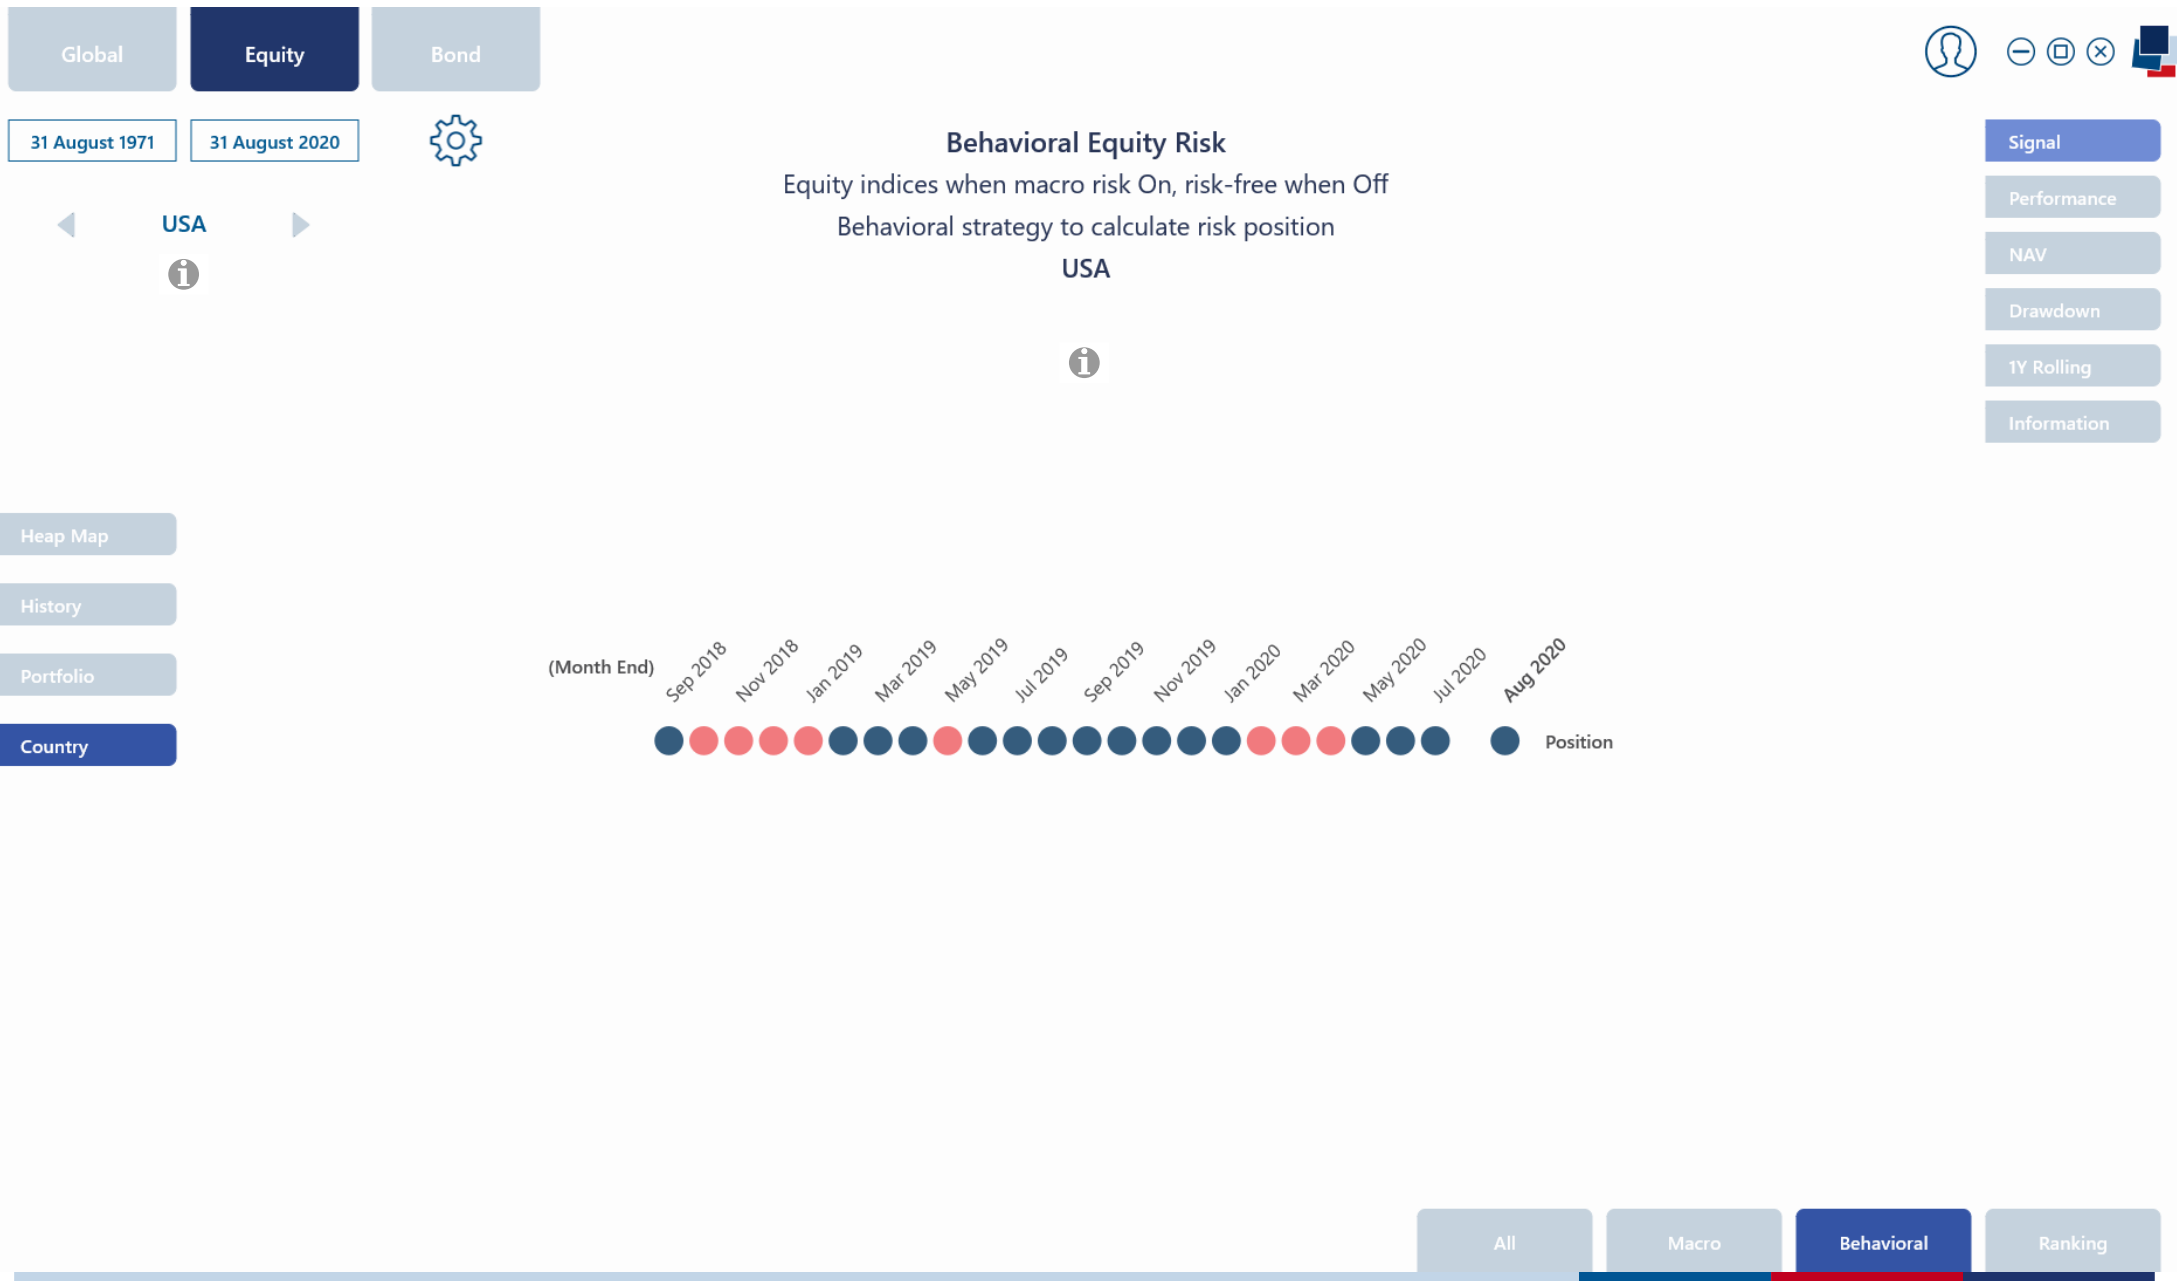 Global
Equity
Bond
31 August 1971
31 August 2020
USA
Behavioral Equity Risk
Equity indices when macro risk On, risk-free when Off
Behavioral strategy to calculate risk position
USA
Signal
Performance
NAV
Drawdown
1Y Rolling
Information
Heap Map
History
Portfolio
Country
(Month End)
Sep 2018
Nov 2018
Jan 2019
Mar 2019
May 2019
Jul 2019
Sep 2019
Nov 2019
Jan 2020
Mar 2020
May 2020
Jul 2020
Aug 2020
Position
All
Macro
Behavioral
Ranking